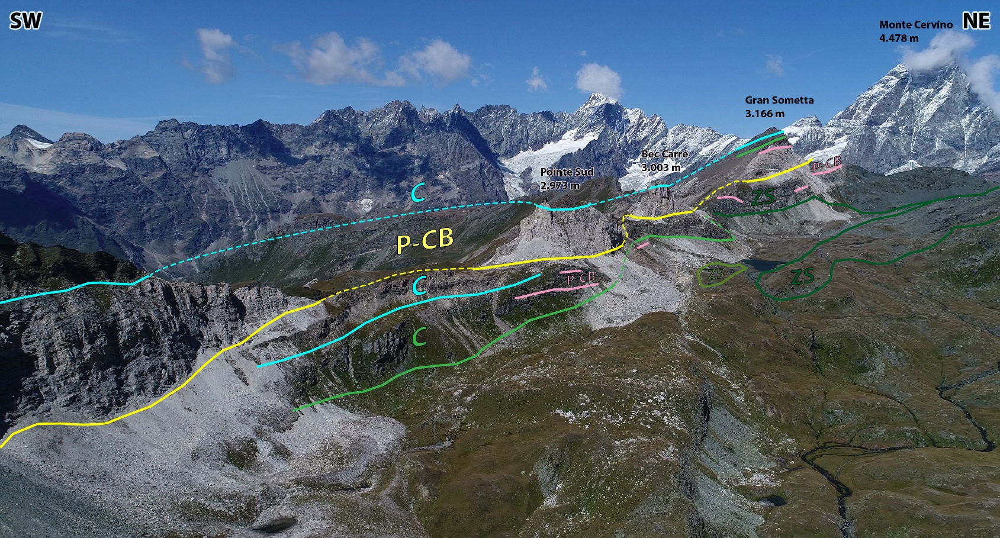 SW
NE
Monte Cervino
4.478 m
Gran Sometta
3.166 m
Bec Carré
3.003 m
Pointe Sud
2.973 m
P-CB
C
ZS
P-CB
C
P-CB
ZS
ZS
C